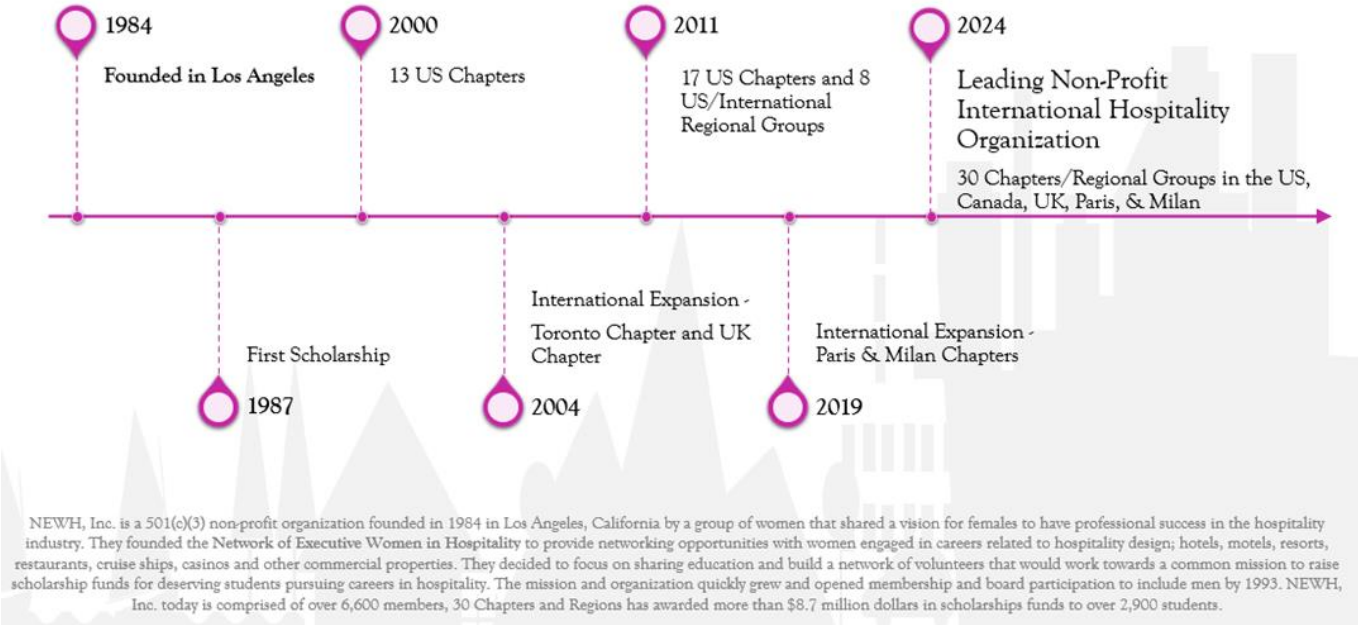 1984
Founded in Los Angeles
2000
13 US Chapters
2011
17 US Chapters and 8
US/International
Regional Groups
2024
Leading Non-Profit
International Hospitality
Organization
30 Chapters/Regional Groups in the US,
Canada, UK, Paris, & Milan
First Scholarship
1987
International Expansion -
Toronto Chapter and UK
Chapter
2004
International Expansion -
Paris & Milan Chapters
2019
NEWH, Inc. is a 501(c)(3) non-profit organization founded in 1984 in Los Angeles, California by a group of women that shared a vision for females to have professional success in the hospitality
industry. They founded the Network of Executive Women in Hospitality to provide networking opportunities with women engaged in careers related to hospitality design; hotels, motels, resorts,
restaurants, cruise ships, casinos and other commercial properties. They decided to focus on sharing education and build a network of volunteers that would work towards a common mission to raise
scholarship funds for deserving students pursuing careers in hospitality. The mission and organization quickly grew and opened membership and board participation to include men by 1993. NEWH,
Inc. today is comprised of over 6,600 members, 30 Chapters and Regions has awarded more than $8.7 million dollars in scholarships funds to over 2,900 students.